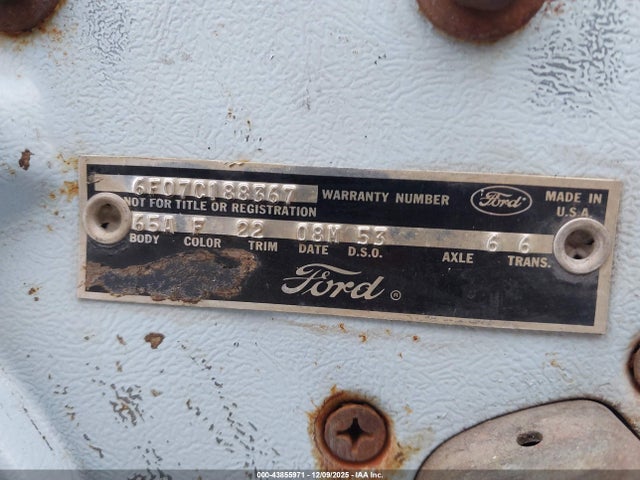 6F07C188367
WARRANTY NUMBER
Ford
MADE IN
U.S.A.
NOT FOR TITLE OR REGISTRATION
65A F 22 08M 53 6 6
BODY COLOR TRIM DATE D.S.O. AXLE TRANS.
Ford ®
000-43855971 - 12/09/2025 - IAA Inc.